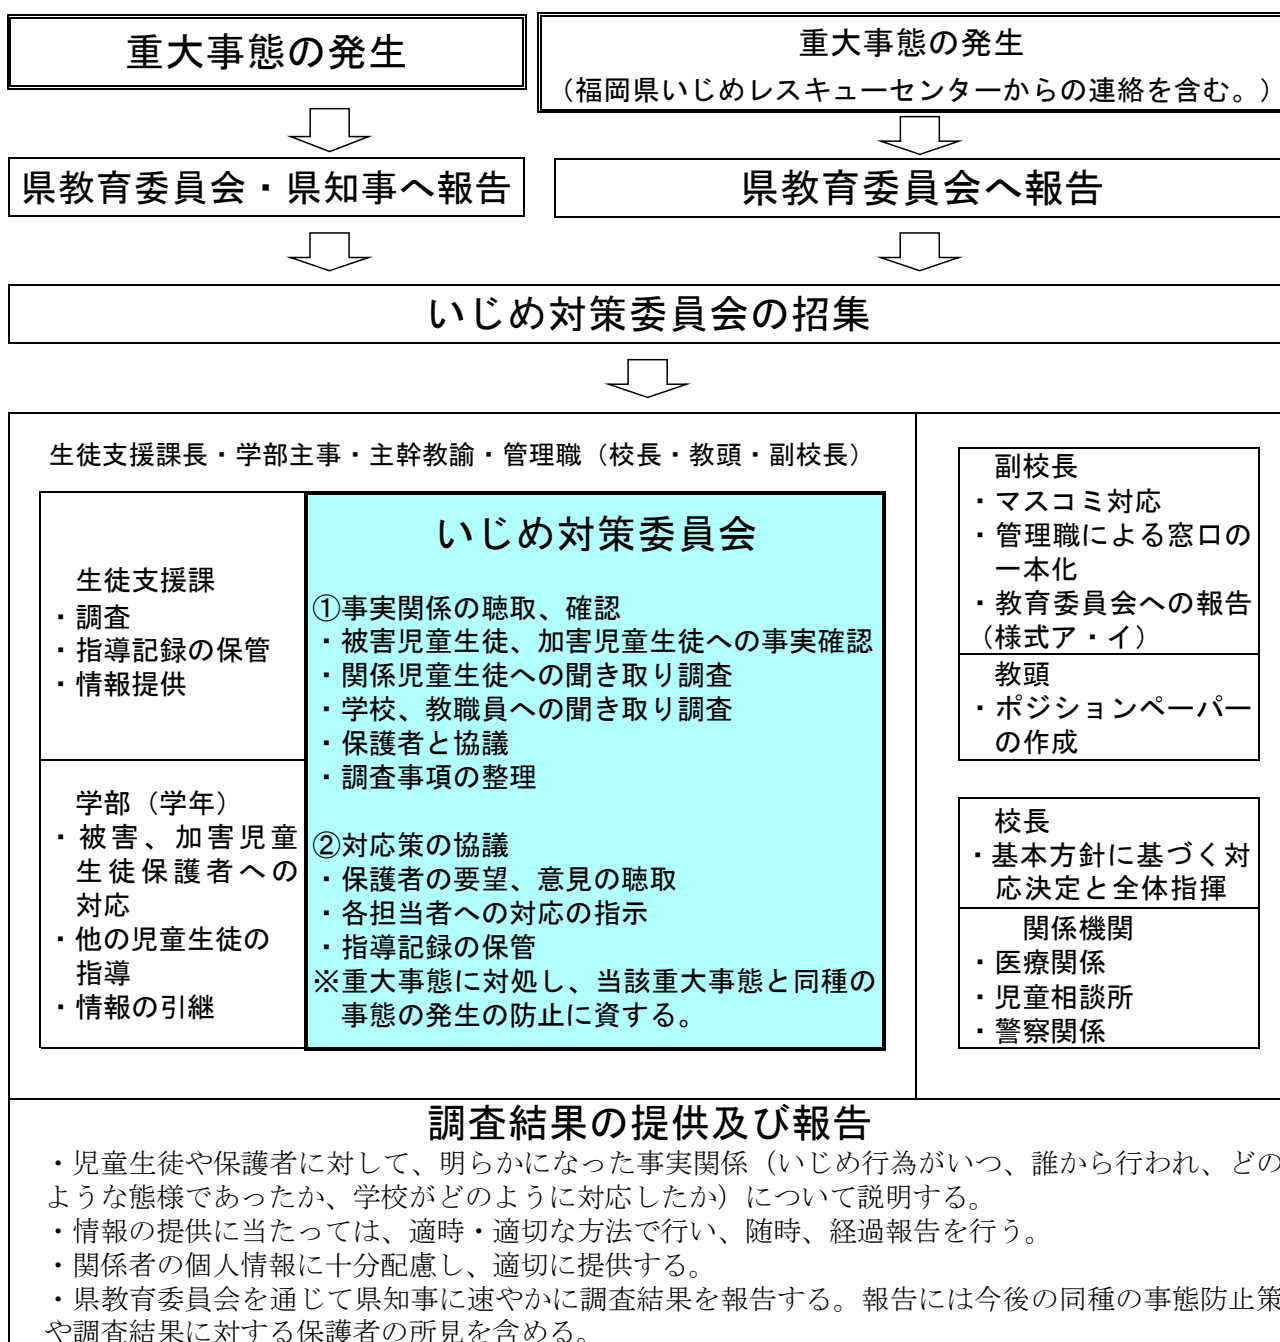 重大事態の発生
重大事態の発生
（福岡県いじめレスキューセンターからの連絡を含む。）
県教育委員会・県知事へ報告
県教育委員会へ報告
いじめ対策委員会の招集
生徒支援課長・学部主事・主幹教諭・管理職（校長・教頭・副校長）
生徒支援課
・調査
・指導記録の保管
・情報提供
学部（学年）
・被害、加害児童
生徒保護者への
対応
・他の児童生徒の
指導
・情報の引継
いじめ対策委員会
①事実関係の聴取、確認
・被害児童生徒、加害児童生徒への事実確認
・関係児童生徒への聞き取り調査
・学校、教職員への聞き取り調査
・保護者と協議
・調査事項の整理
②対応策の協議
・保護者の要望、意見の聴取
・各担当者への対応の指示
・指導記録の保管
※重大事態に対処し、当該重大事態と同種の
事態の発生の防止に資する。
副校長
・マスコミ対応
・管理職による窓口の
一本化
・教育委員会への報告
（様式ア・イ）
教頭
・ポジションペーパー
の作成
校長
・基本方針に基づく対
応決定と全体指揮
関係機関
・医療関係
・児童相談所
・警察関係
調査結果の提供及び報告
・児童生徒や保護者に対して、明らかになった事実関係（いじめ行為がいつ、誰から行われ、どの
ような態様であったか、学校がどのように対応したか）について説明する。
・情報の提供に当たっては、適時・適切な方法で行い、随時、経過報告を行う。
・関係者の個人情報に十分配慮し、適切に提供する。
・県教育委員会を通じて県知事に速やかに調査結果を報告する。報告には今後の同種の事態防止策
や調査結果に対する保護者の所見を含める。